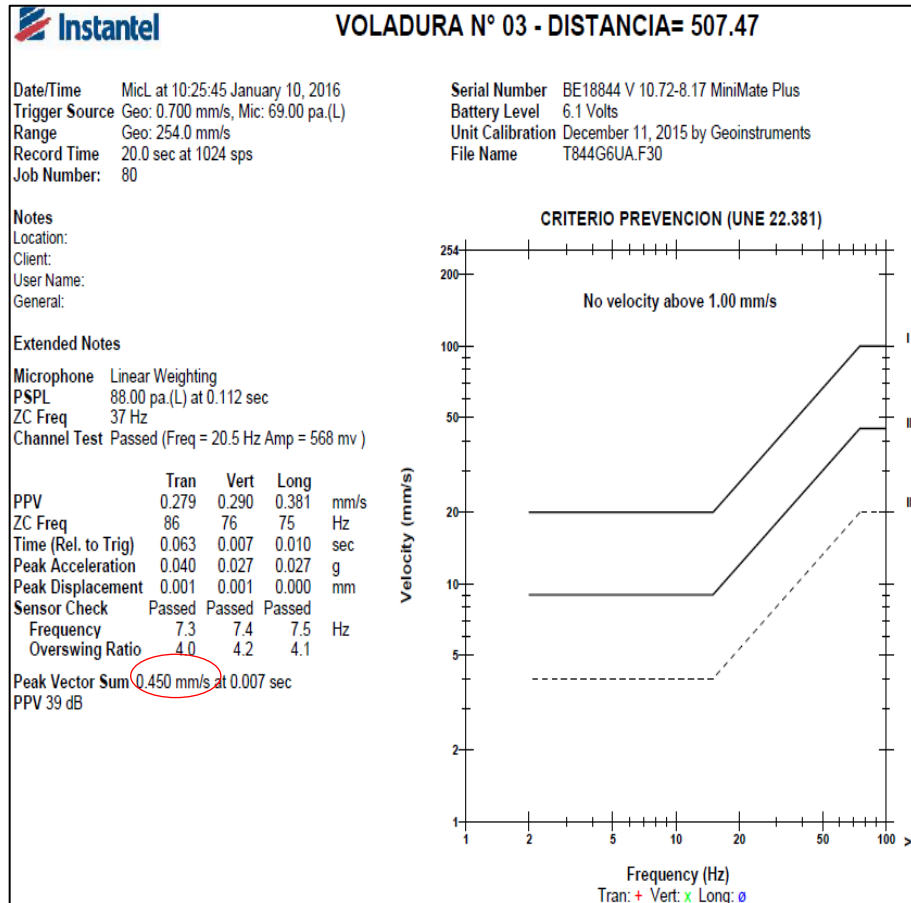 Instantel
VOLADURA N° 03 - DISTANCIA= 507.47
Date/Time MicL at 10:25:45 January 10, 2016
Trigger Source Geo: 0.700 mm/s, Mic: 69.00 pa.(L)
Range Geo: 254.0 mm/s
Record Time 20.0 sec at 1024 sps
Job Number: 80
Serial Number BE18844 V 10.72-8.17 MiniMate Plus
Battery Level 6.1 Volts
Unit Calibration December 11, 2015 by Geoinstruments
File Name T844G6UA.F30
Notes
Location:
Client:
User Name:
General:
Extended Notes
Microphone Linear Weighting
PSPL 88.00 pa.(L) at 0.112 sec
ZC Freq 37 Hz
Channel Test Passed (Freq = 20.5 Hz Amp = 568 mv )
Tran Vert Long
PPV 0.279 0.290 0.381 mm/s
ZC Freq 86 76 75 Hz
Time (Rel. to Trig) 0.063 0.007 0.010 sec
Peak Acceleration 0.040 0.027 0.027 g
Peak Displacement 0.001 0.001 0.000 mm
Sensor Check Passed Passed Passed
Frequency 7.3 7.4 7.5 Hz
Overswing Ratio 4.0 4.2 4.1
Peak Vector Sum 0.450 mm/s at 0.007 sec
PPV 39 dB
CRITERIO PREVENCION (UNE 22.381)
254
200
No velocity above 1.00 mm/s
100
50
20
10
5
2
1
Velocity (mm/s)
I
1 2 5 10 20 50 100 >
Frequency (Hz)
Tran: + Vert: x Long: ø